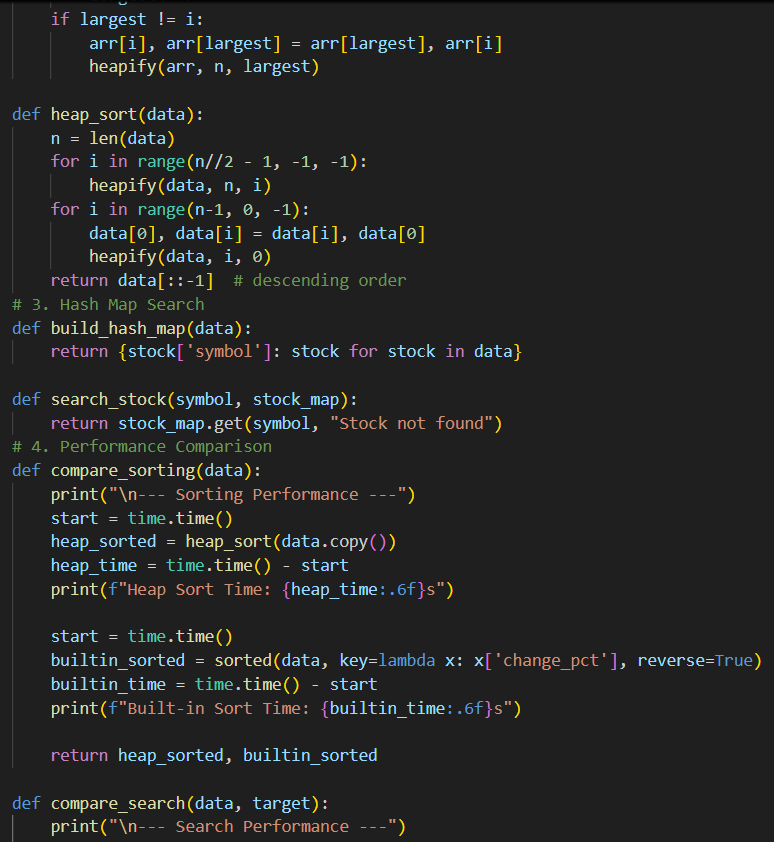 if largest != i:
        arr[i], arr[largest] = arr[largest], arr[i]
        heapify(arr, n, largest)

def heap_sort(data):
    n = len(data)
    for i in range(n//2 - 1, -1, -1):
        heapify(data, n, i)
    for i in range(n-1, 0, -1):
        data[0], data[i] = data[i], data[0]
        heapify(data, i, 0)
    return data[::-1]  # descending order
# 3. Hash Map Search
def build_hash_map(data):
    return {stock['symbol']: stock for stock in data}

def search_stock(symbol, stock_map):
    return stock_map.get(symbol, "Stock not found")
# 4. Performance Comparison
def compare_sorting(data):
    print("\n--- Sorting Performance ---")
    start = time.time()
    heap_sorted = heap_sort(data.copy())
    heap_time = time.time() - start
    print(f"Heap Sort Time: {heap_time:.6f}s")

    start = time.time()
    builtin_sorted = sorted(data, key=lambda x: x['change_pct'], reverse=True)
    builtin_time = time.time() - start
    print(f"Built-in Sort Time: {builtin_time:.6f}s")

    return heap_sorted, builtin_sorted

def compare_search(data, target):
    print("\n--- Search Performance ---")